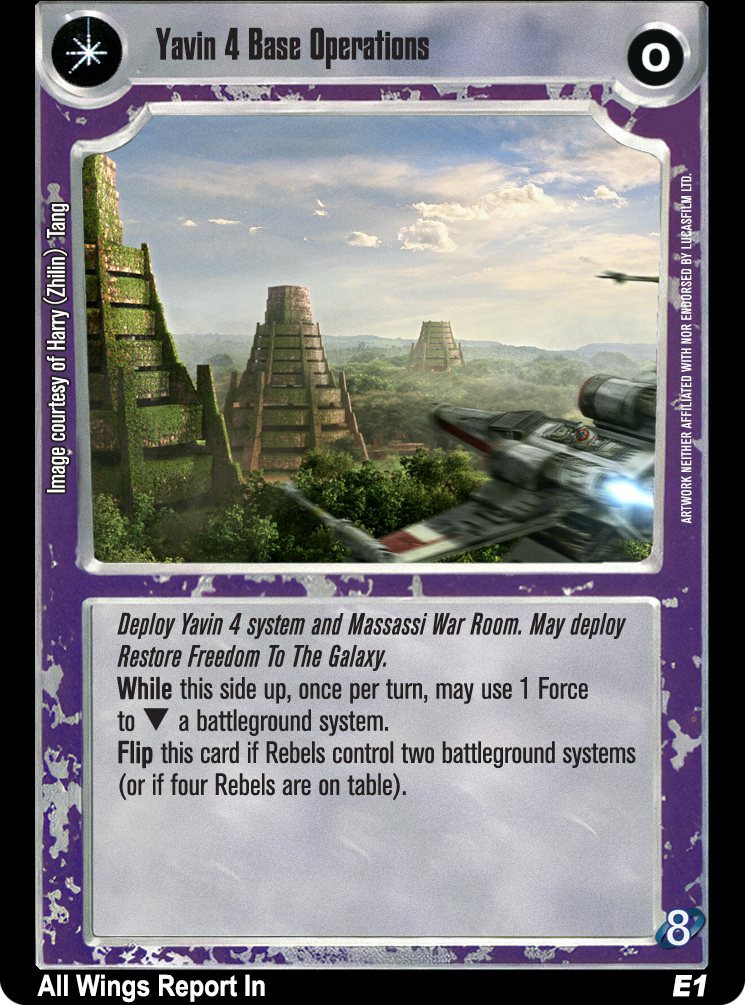 Yavin 4 Base Operations
0
Image courtesy of Harry (Zhilin) Tang
ARTWORK NEITHER AFFILIATED WITH NOR ENDORSED BY LUCASFILM LTD.
Deploy Yavin 4 system and Massassi War Room. May deploy
Restore Freedom To The Galaxy.
While this side up, once per turn, may use 1 Force
to ▼ a battleground system.
Flip this card if Rebels control two battleground systems
(or if four Rebels are on table).
8
All Wings Report In
E1